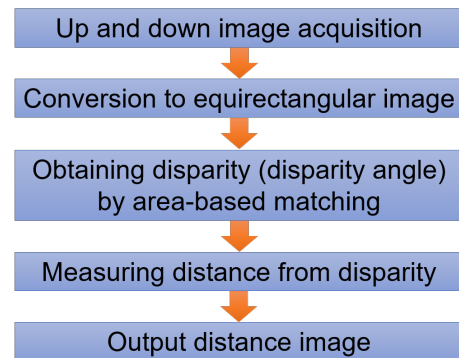 Up and down image acquisition
Conversion to equirectangular image
Obtaining disparity (disparity angle)
by area-based matching
Measuring distance from disparity
Output distance image